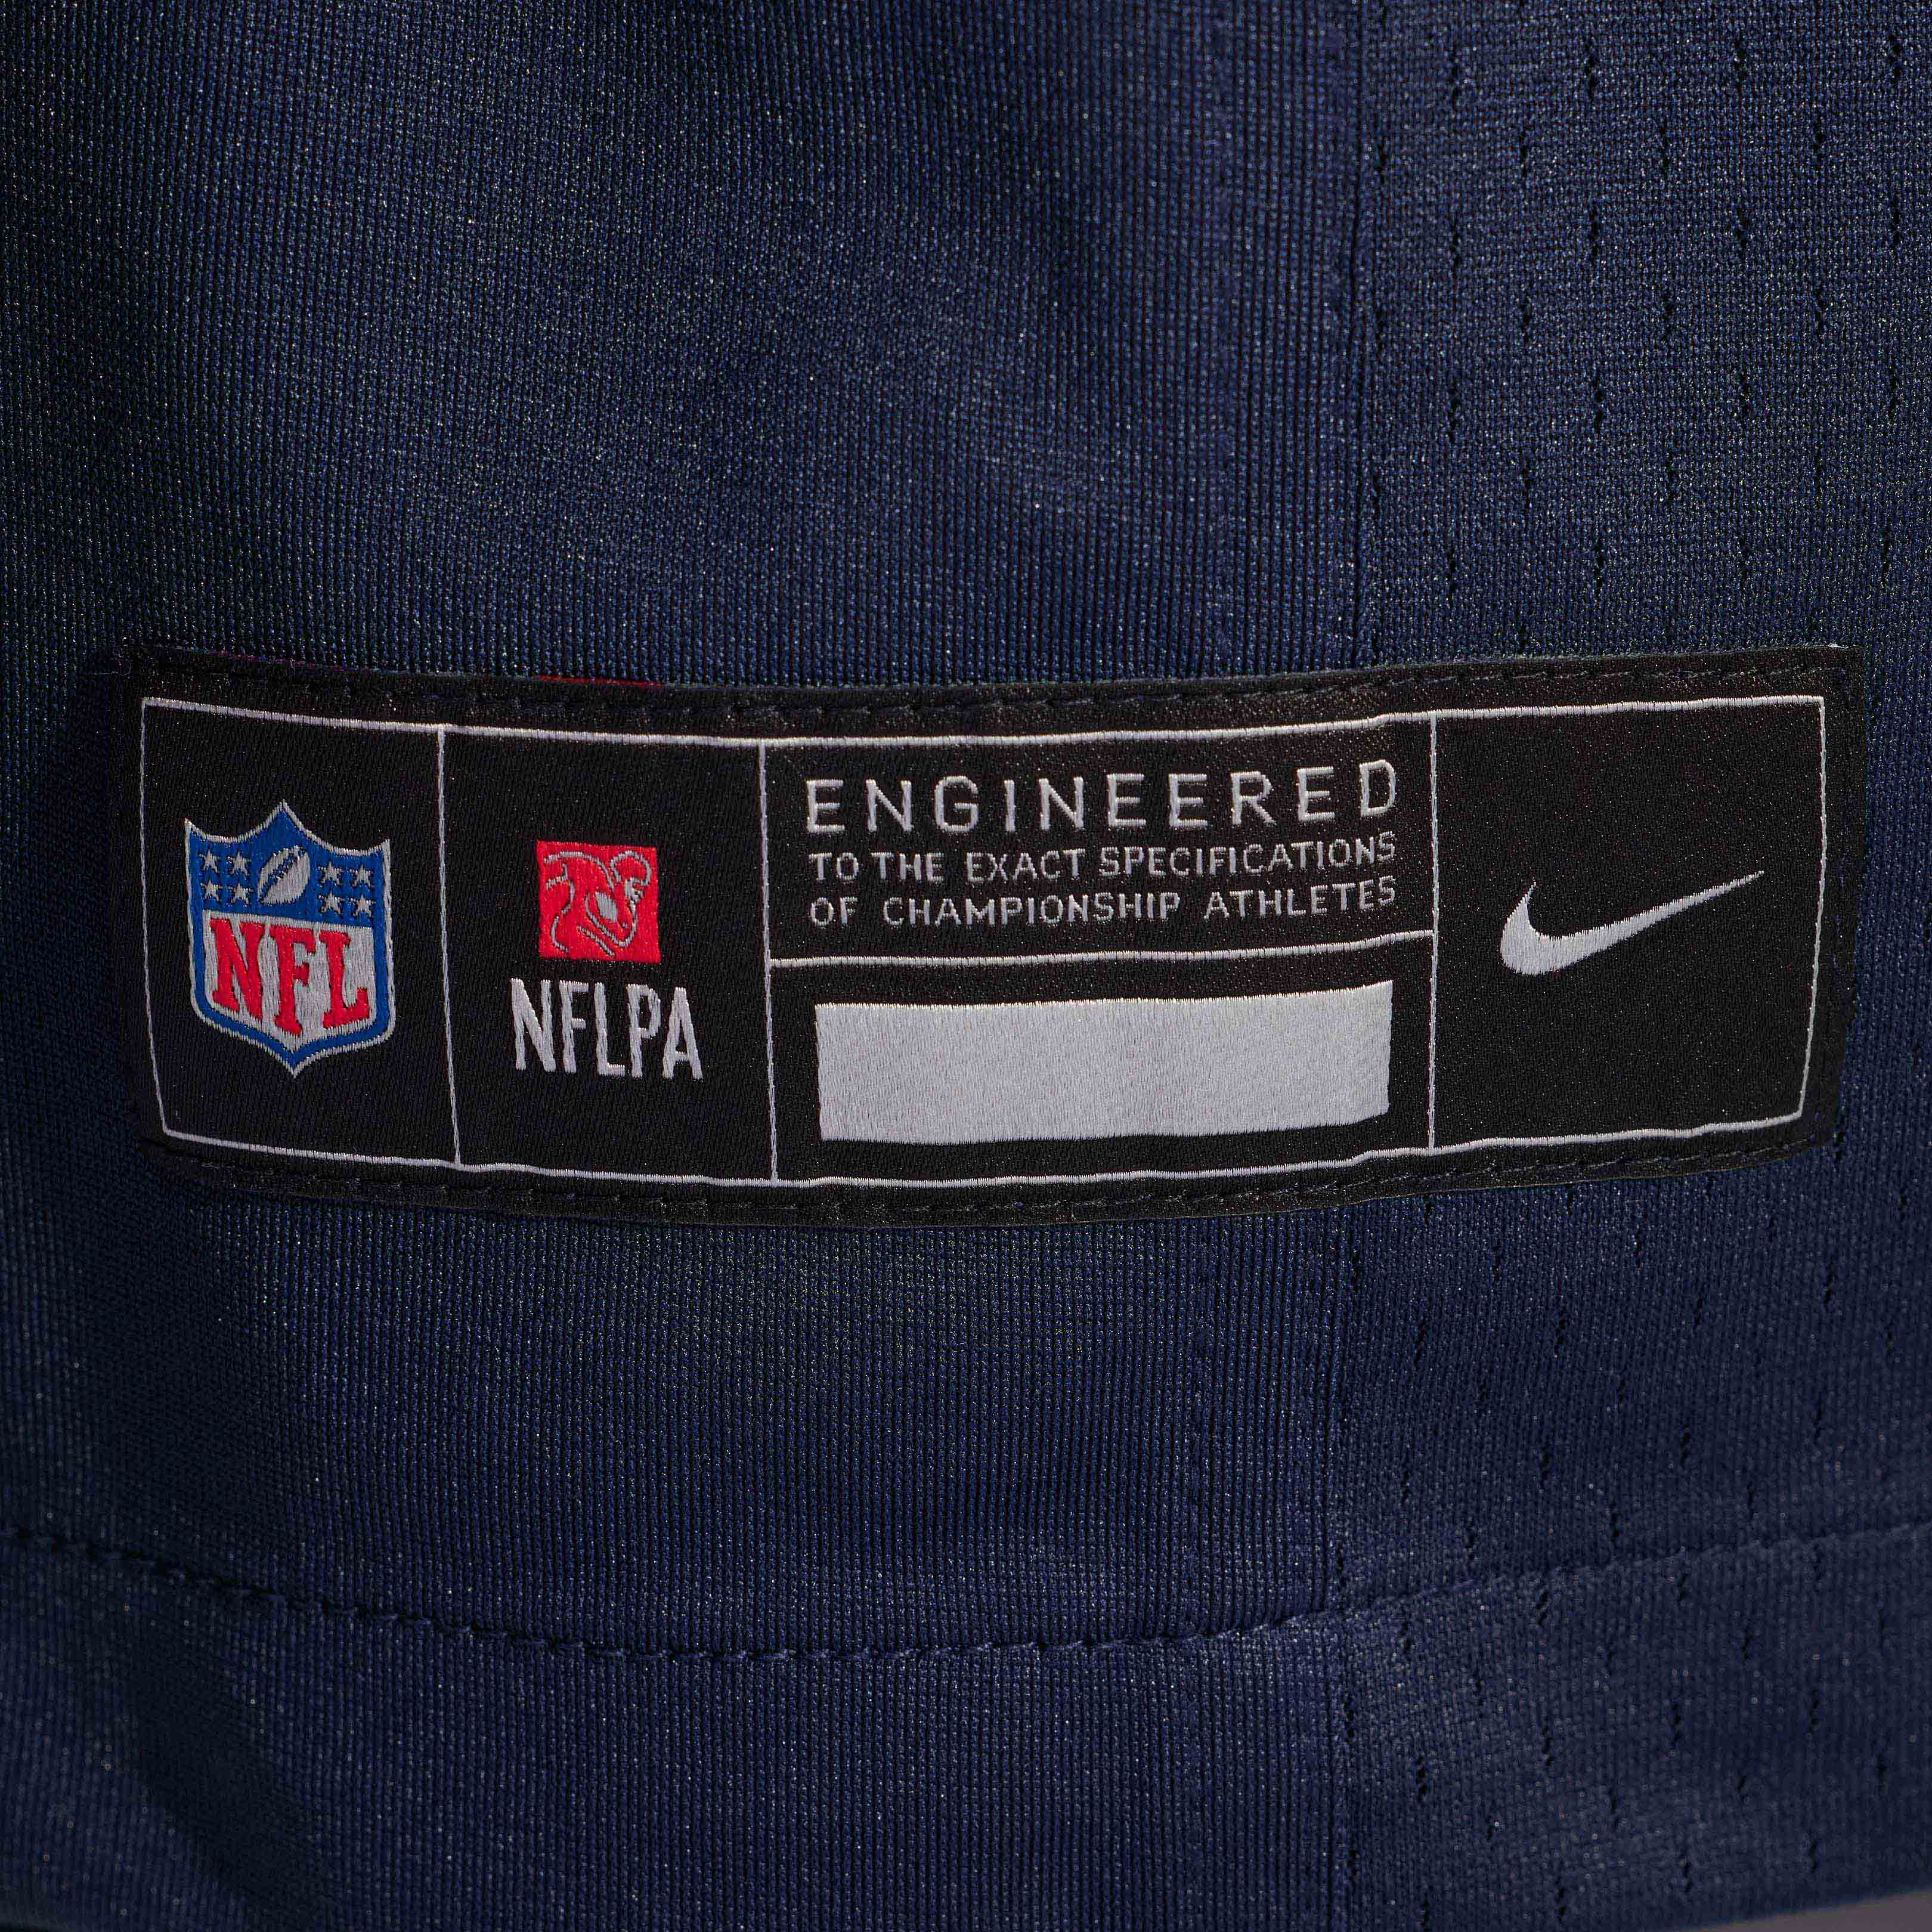 NFL
NFLPA
ENGINEERED
TO THE EXACT SPECIFICATIONS
OF CHAMPIONSHIP ATHLETES